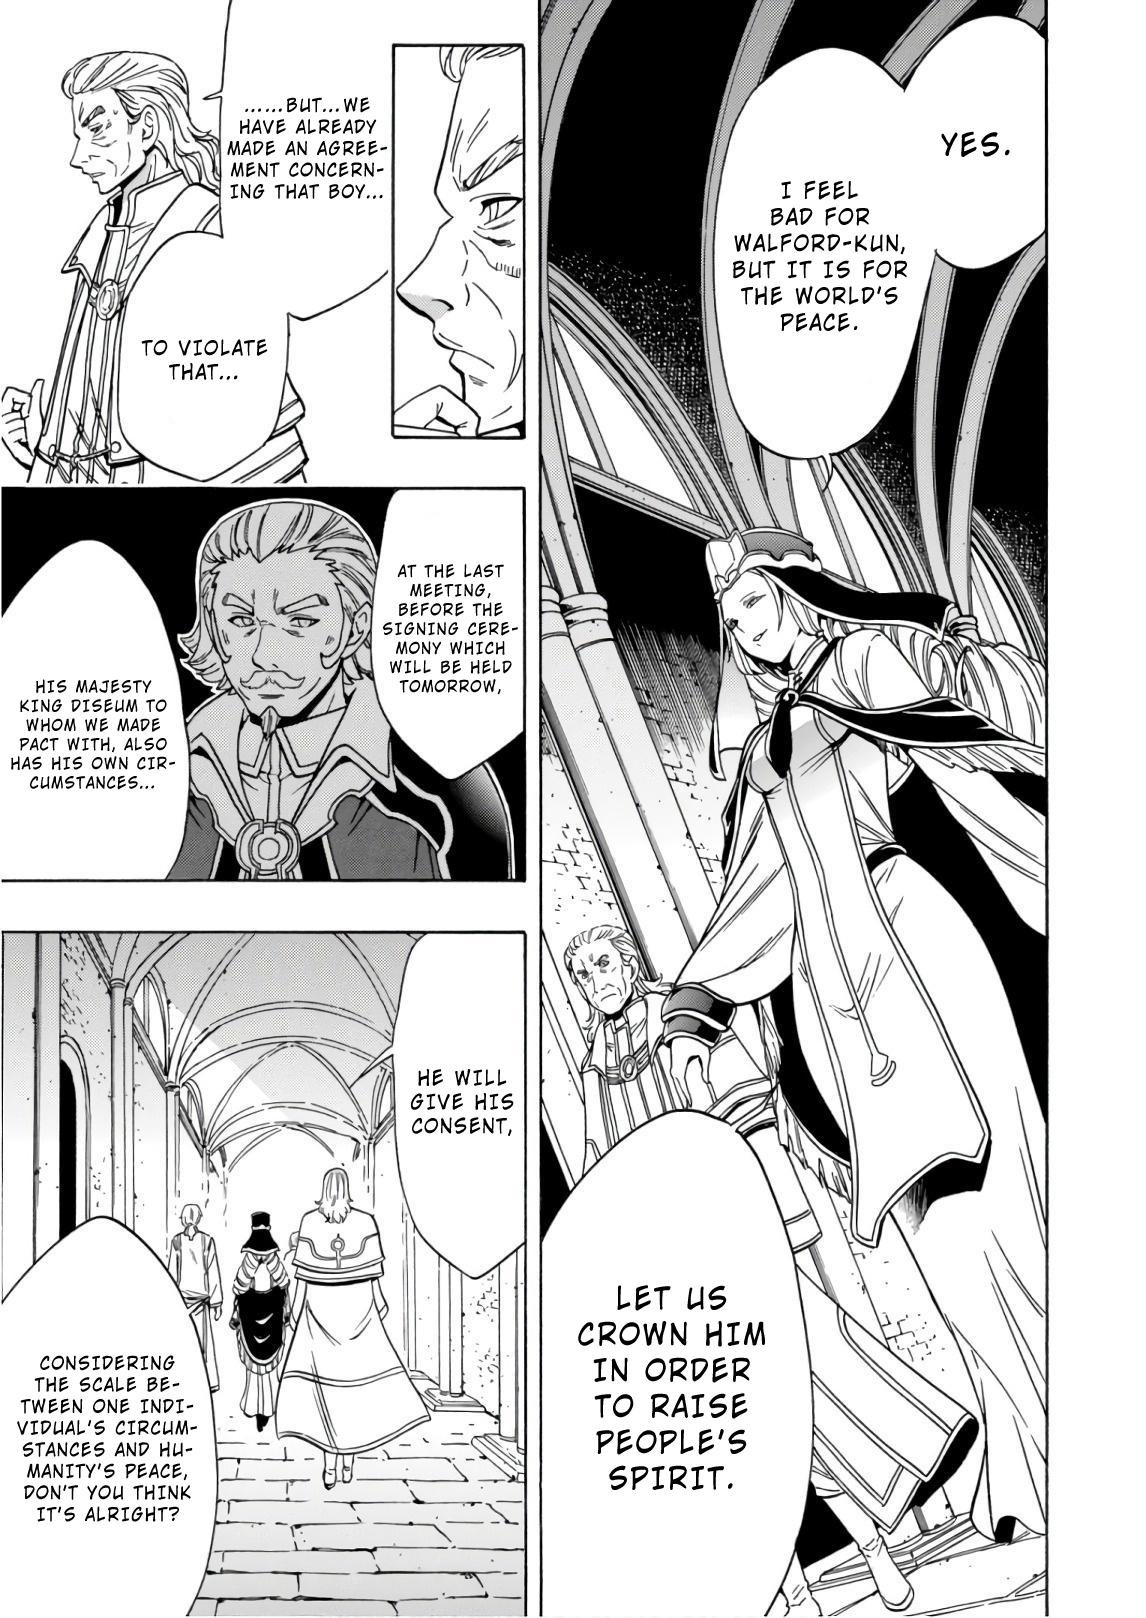 YES.
I FEEL
BAD FOR
WALFORD-KUN,
BUT IT IS FOR
THE WORLD'S
PEACE.
LET US
CROWN HIM
IN ORDER
TO RAISE
PEOPLE'S
SPIRIT.
......BUT...WE
HAVE ALREADY
MADE AN AGREE-
MENT CONCERN-
ING THAT BOY...
TO VIOLATE
THAT...
AT THE LAST
MEETING,
BEFORE THE
SIGNING CERE-
MONY WHICH
WILL BE HELD
TOMORROW,
HIS MAJESTY
KING DISEUM TO
WHOM WE MADE
PACT WITH, ALSO
HAS HIS OWN CIR-
CUMSTANCES...
HE WILL
GIVE HIS
CONSENT,
CONSIDERING
THE SCALE BE-
TWEEN ONE INDI-
VIDUAL'S CIRCUM-
STANCES AND HU-
MANITY'S PEACE,
DON'T YOU THINK
IT'S ALRIGHT?